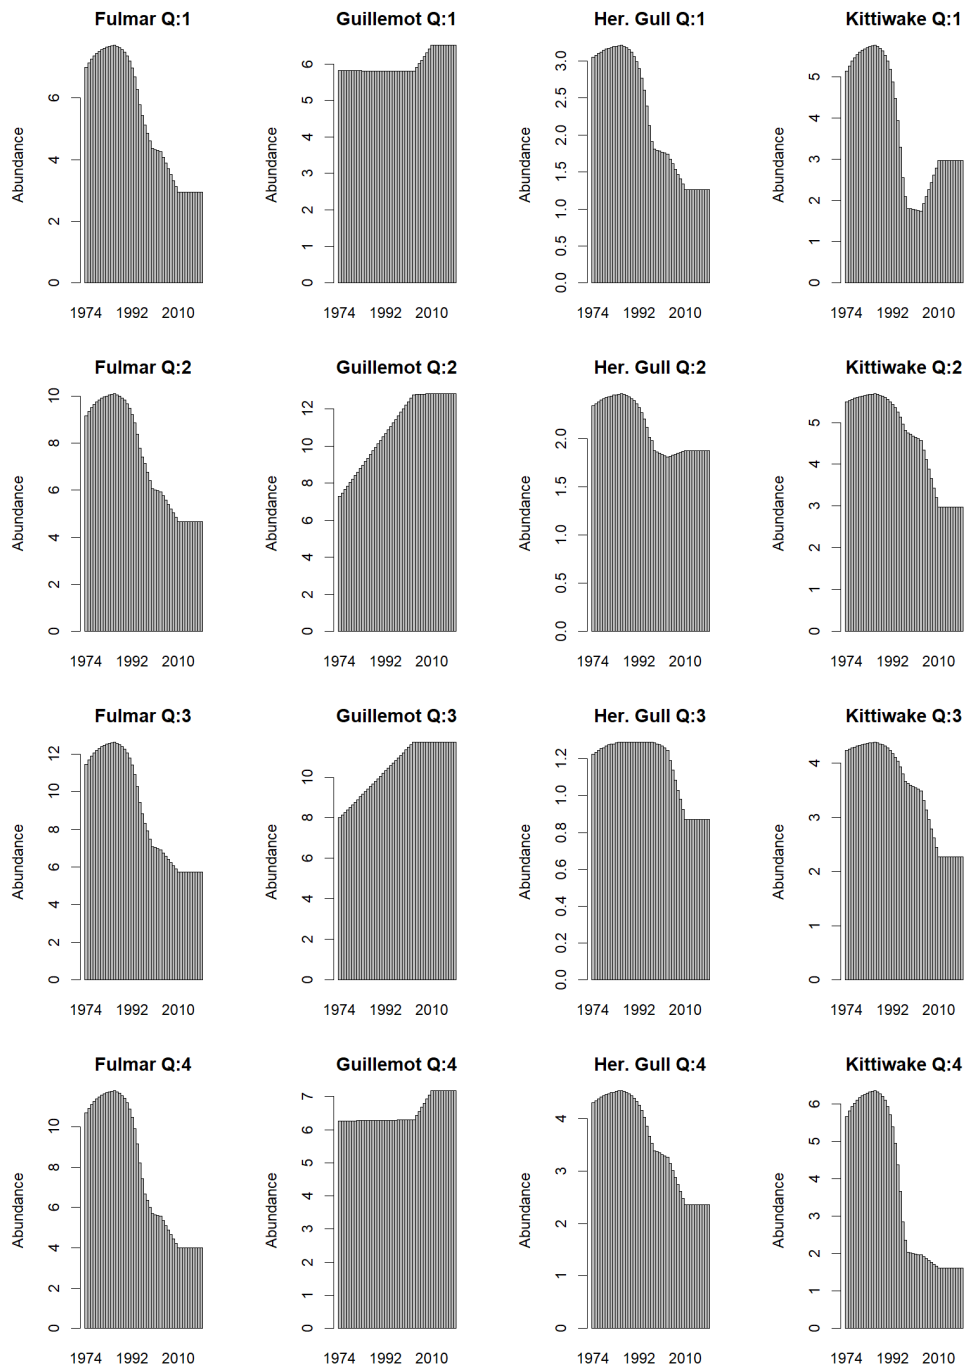 Fulmar Q:1
Abundance
0 2 4 6
1974 1992 2010
Guillemot Q:1
Abundance
0 1 2 3 4 5 6
1974 1992 2010
Her. Gull Q:1
Abundance
0.0 0.5 1.0 1.5 2.0 2.5 3.0
1974 1992 2010
Kittiwake Q:1
Abundance
0 1 2 3 4 5
1974 1992 2010
Fulmar Q:2
Abundance
0 2 4 6 8 10
1974 1992 2010
Guillemot Q:2
Abundance
0 2 4 6 8 10 12
1974 1992 2010
Her. Gull Q:2
Abundance
0.0 0.5 1.0 1.5 2.0
1974 1992 2010
Kittiwake Q:2
Abundance
0 1 2 3 4 5
1974 1992 2010
Fulmar Q:3
Abundance
0 2 4 6 8 10 12
1974 1992 2010
Guillemot Q:3
Abundance
0 2 4 6 8 10
1974 1992 2010
Her. Gull Q:3
Abundance
0.0 0.2 0.4 0.6 0.8 1.0 1.2
1974 1992 2010
Kittiwake Q:3
Abundance
0 1 2 3 4
1974 1992 2010
Fulmar Q:4
Abundance
0 2 4 6 8 10
1974 1992 2010
Guillemot Q:4
Abundance
0 1 2 3 4 5 6 7
1974 1992 2010
Her. Gull Q:4
Abundance
0 1 2 3 4
1974 1992 2010
Kittiwake Q:4
Abundance
0 1 2 3 4 5 6
1974 1992 2010